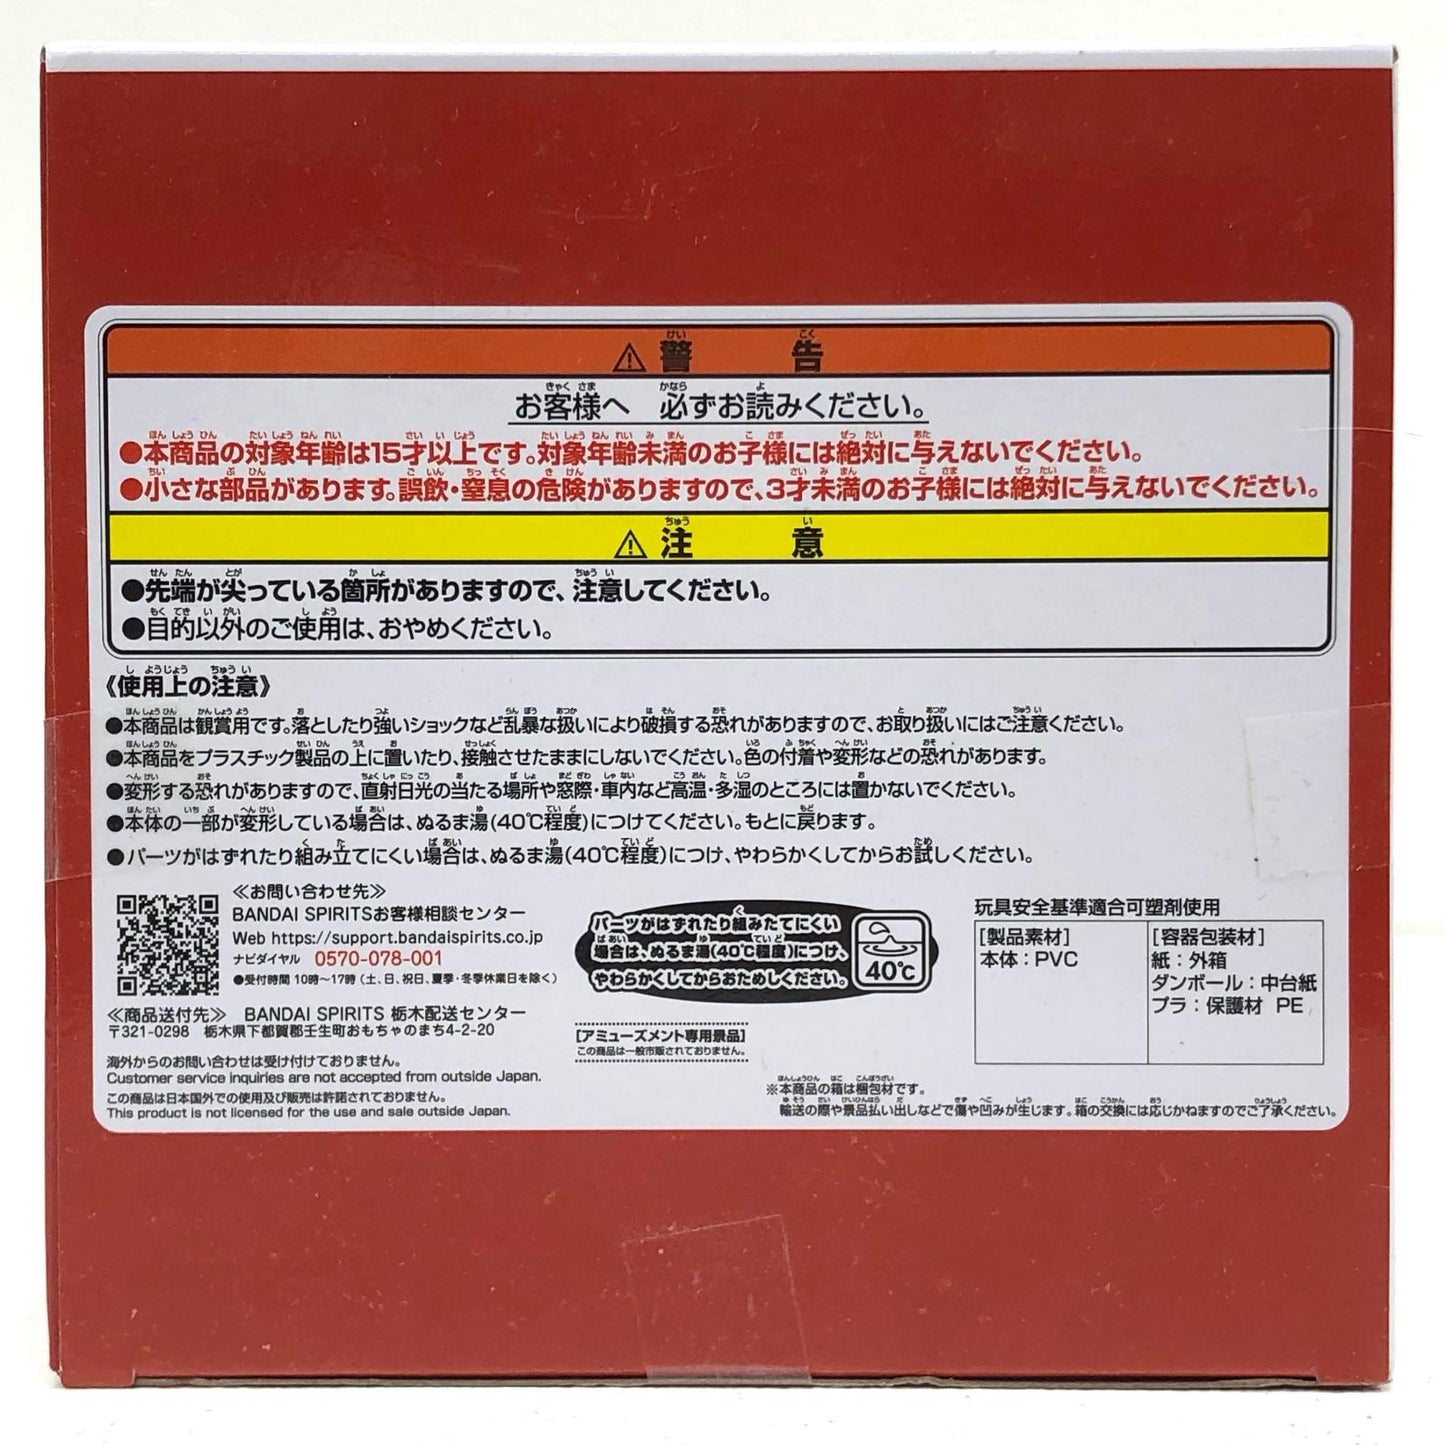 ⚠警告
お客様へ 必ずお読みください。
●本商品の対象年齢は15才以上です。対象年齢未満のお子様には絶対に与えないでください。
●小さな部品があります。誤飲・窒息の危険がありますので、3才未満のお子様には絶対に与えないでください。
⚠注意
●先端が尖っている箇所がありますので、注意してください。
●目的以外のご使用は、おやめください。
《使用上の注意》
●本商品は観賞用です。落としたり強いショックなど乱暴な扱いにより破損する恐れがありますので、お取り扱いにはご注意ください。
●本商品をプラスチック製品の上に置いたり、接触させたままにしないでください。色の付着や変形などの恐れがあります。
●変形する恐れがありますので、直射日光の当たる場所や窓際・車内など高温・多湿のところには置かないでください。
●本体の一部が変形している場合は、ぬるま湯(40℃程度)につけてください。もとに戻ります。
●パーツがはずれたり組み立てにくい場合は、ぬるま湯(40℃程度)につけ、やわらかくしてからお試しください。
≪お問い合わせ先≫
BANDAI SPIRITSお客様相談センター
Web https://support.bandaispirits.co.jp
ナビダイヤル 0570-078-001
●受付時間 10時〜17時(土、日、祝日、夏季・冬季休業日を除く)
≪商品送付先≫ BANDAI SPIRITS 栃木配送センター
〒321-0298 栃木県下都賀郡壬生町おもちゃのまち4-2-20
海外からのお問い合わせは受け付けておりません。
Customer service inquiries are not accepted from outside Japan.
この商品は日本国外での使用及び販売は許諾されておりません。
This product is not licensed for the use and sale outside Japan.
パーツがはずれたり組みたてにくい
場合は、ぬるま湯(40℃程度)につけ、
やわらかくしてからおためしください。
40℃
[アミューズメント専用景品]
この商品は一般市販されておりません。
玩具安全基準適合可塑剤使用
[製品素材]
本体:PVC
[容器包装材]
紙:外箱
ダンボール:中台紙
プラ:保護材 PE
※本商品の箱は梱包材です。
輸送の際や景品払い出しなどで傷や凹みが生じます。箱の交換には応じかねますのでご了承ください。